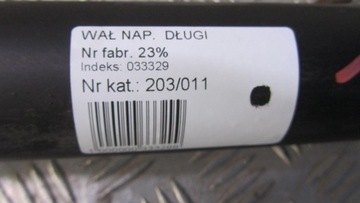 WAŁ NAP. DŁUGI
Nr fabr. 23%
Indeks: 033329
Nr kat.: 203/011